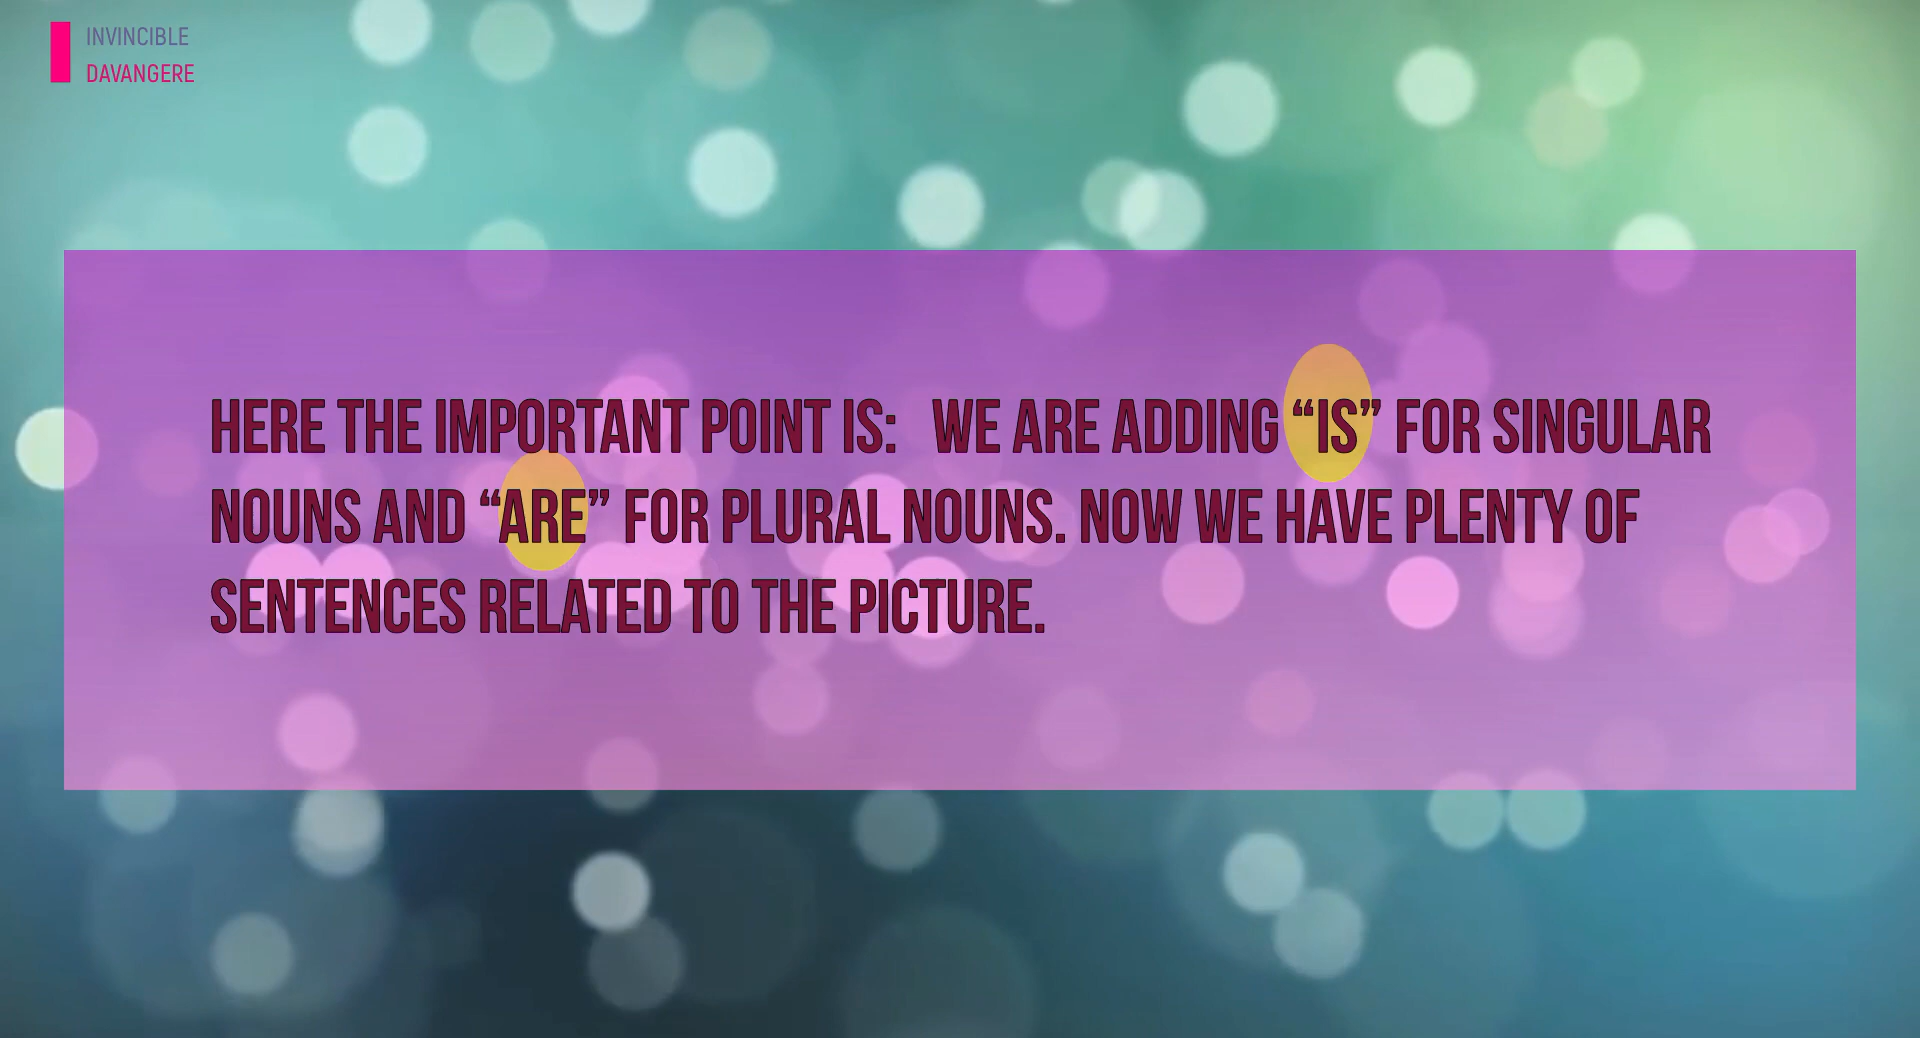 INVINCIBLE
DAVANGERE
HERE THE IMPORTANT POINT IS: WE ARE ADDING “IS” FOR SINGULAR
NOUNS AND “ARE” FOR PLURAL NOUNS. NOW WE HAVE PLENTY OF
SENTENCES RELATED TO THE PICTURE.